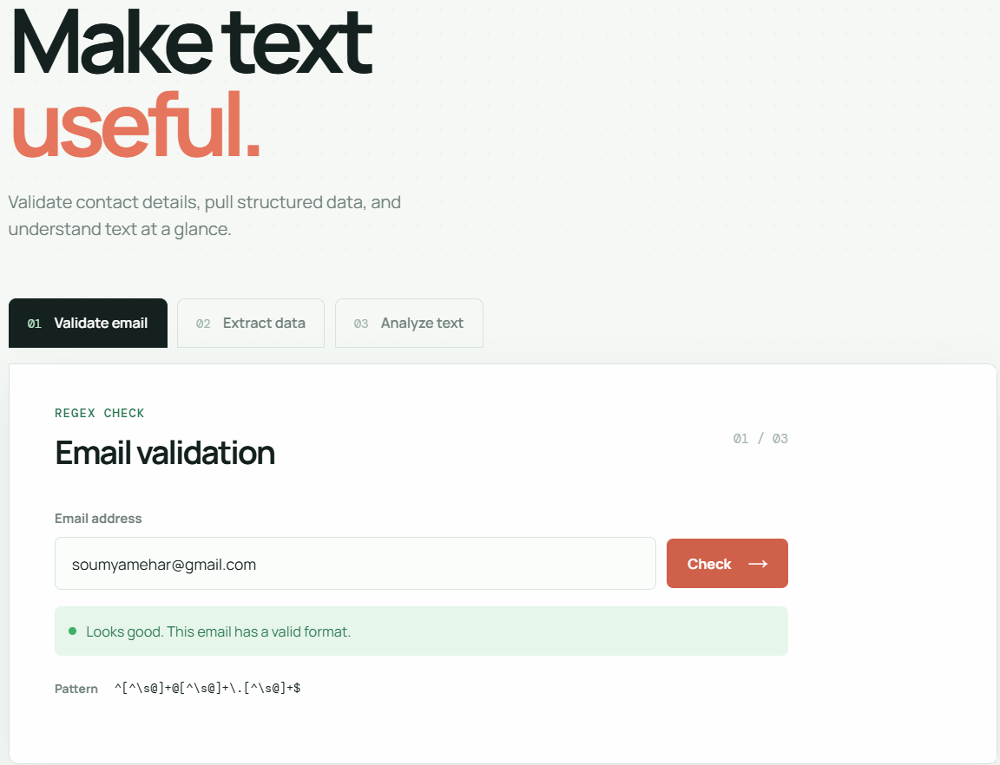 Make text
useful.
Validate contact details, pull structured data, and
understand text at a glance.
01 Validate email
02 Extract data
03 Analyze text
REGEX CHECK
Email validation
01 / 03
Email address
soumyamehar@gmail.com
Check →
Looks good. This email has a valid format.
Pattern ^[^\s@]+@[^\s@]+\.[^\s@]+$